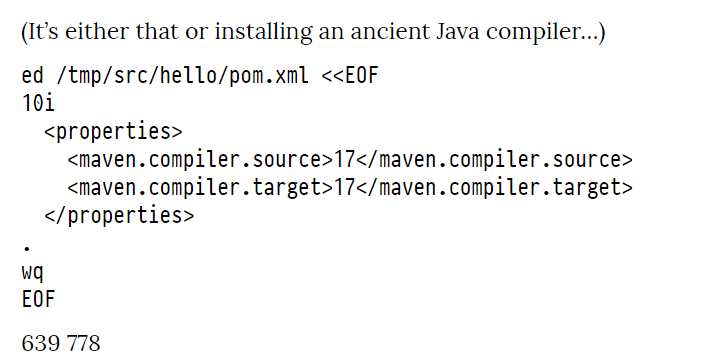 (It’s either that or installing an ancient Java compiler…)
ed /tmp/src/hello/pom.xml <<EOF
10i
  <properties>
    <maven.compiler.source>17</maven.compiler.source>
    <maven.compiler.target>17</maven.compiler.target>
  </properties>
.
wq
EOF
639 778